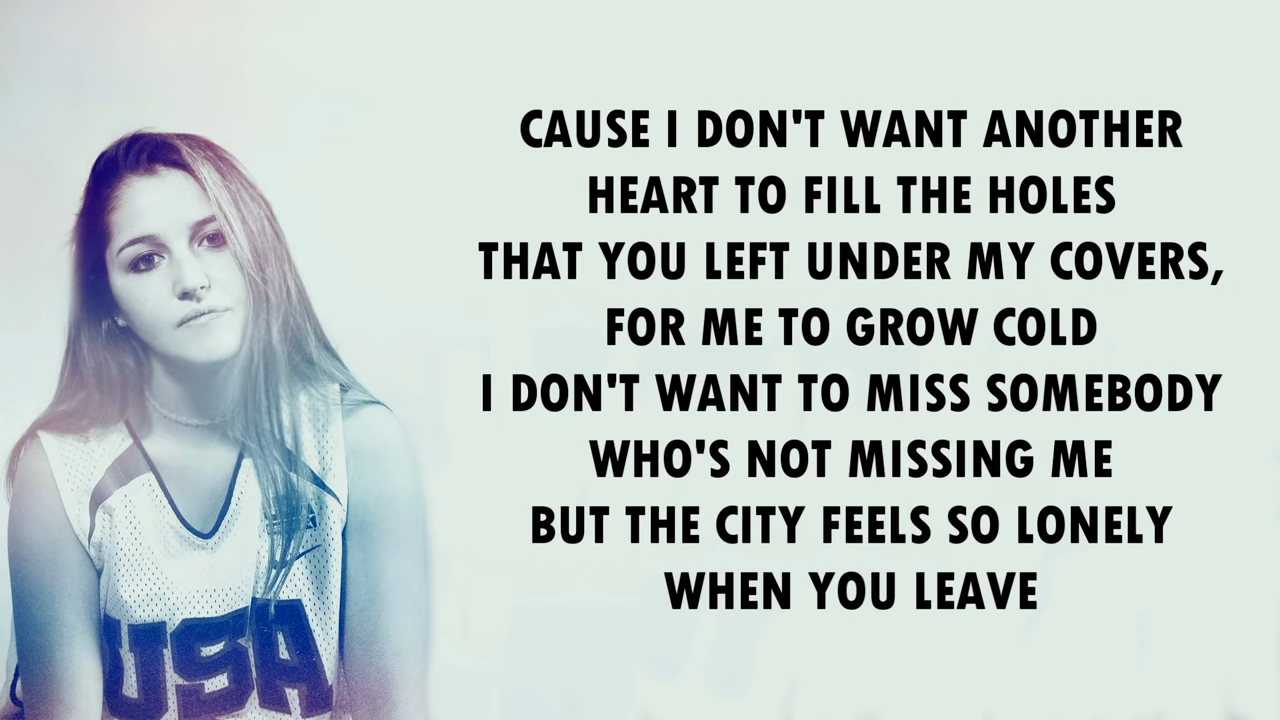 CAUSE I DON'T WANT ANOTHER
HEART TO FILL THE HOLES
THAT YOU LEFT UNDER MY COVERS,
FOR ME TO GROW COLD
I DON'T WANT TO MISS SOMEBODY
WHO'S NOT MISSING ME
BUT THE CITY FEELS SO LONELY
WHEN YOU LEAVE
USA